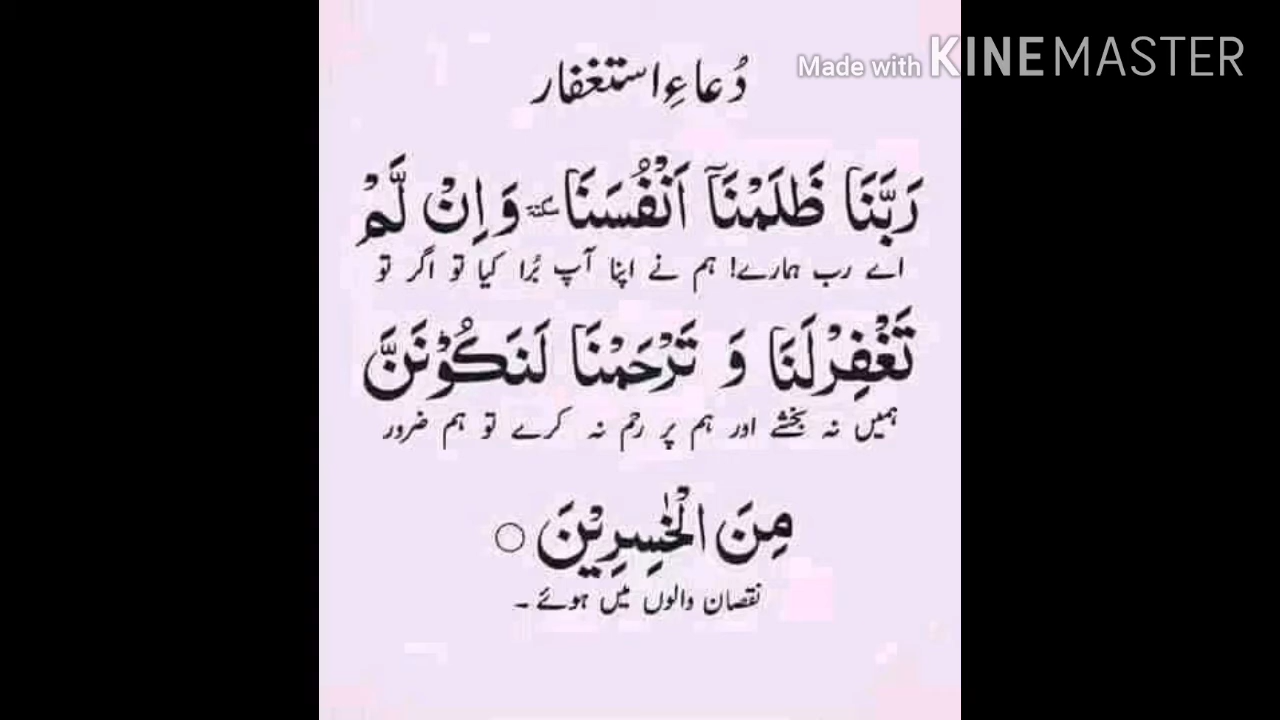 Made with KINEMASTER
دُعاءِ استغفار
رَبَّنَا ظَلَمْنَآ اَنْفُسَنَا سكتة وَ اِنْ لَّمْ
اے رب ہمارے! ہم نے اپنا آپ بُرا کیا تو اگر تو
تَغْفِرْلَنَا وَ تَرْحَمْنَا لَنَكُوْنَنَّ
ہمیں نہ بخشے اور ہم پر رحم نہ کرے تو ہم ضرور
مِنَ الْخٰسِرِيْنَ ○
نقصان والوں میں ہوئے ۔